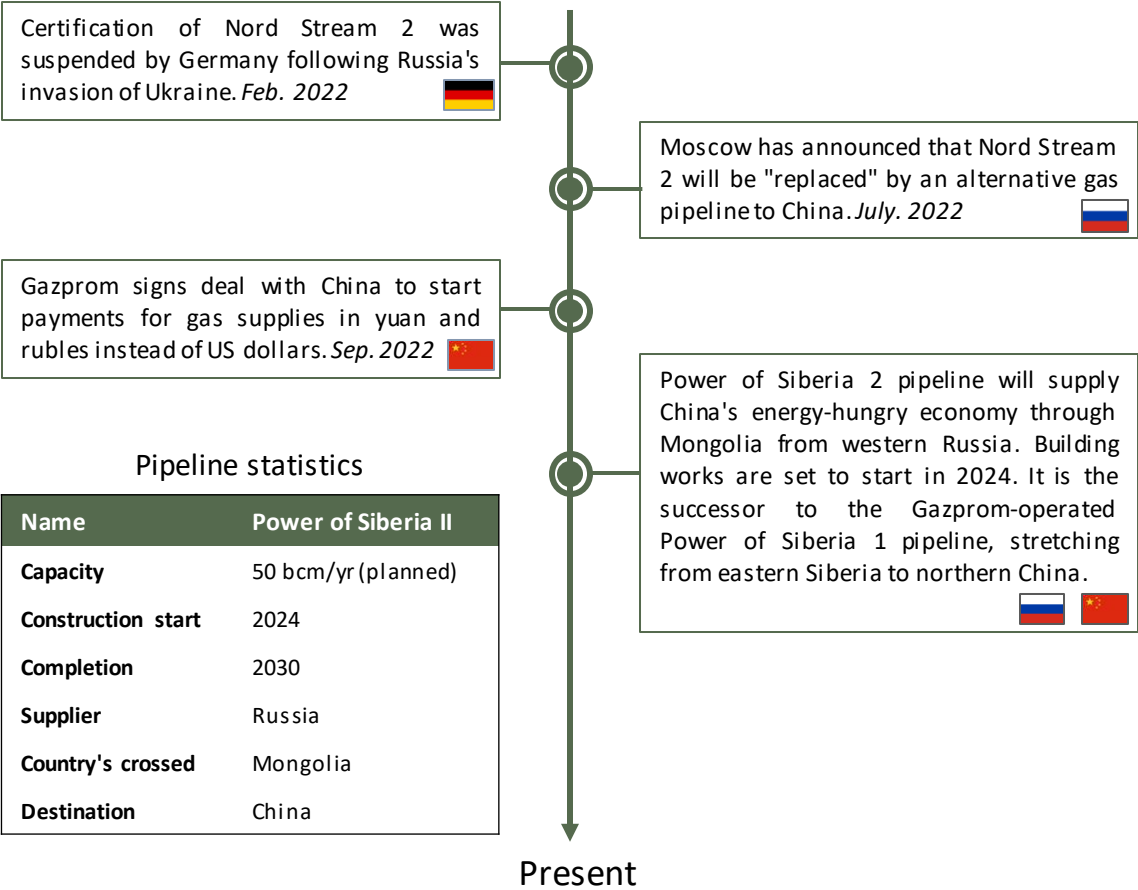 Certification of Nord Stream 2 was
suspended by Germany following Russia's
invasion of Ukraine. Feb. 2022
Moscow has announced that Nord Stream
2 will be "replaced" by an alternative gas
pipeline to China. July. 2022
Gazprom signs deal with China to start
payments for gas supplies in yuan and
rubles instead of US dollars. Sep. 2022
Power of Siberia 2 pipeline will supply
China's energy-hungry economy through
Mongolia from western Russia. Building
works are set to start in 2024. It is the
successor to the Gazprom-operated
Power of Siberia 1 pipeline, stretching
from eastern Siberia to northern China.
Pipeline statistics
Name Power of Siberia II
Capacity 50 bcm/yr (planned)
Construction start 2024
Completion 2030
Supplier Russia
Country's crossed Mongolia
Destination China
Present